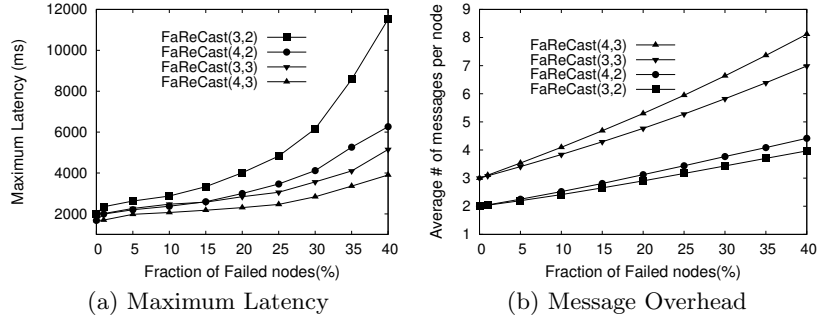 12000
10000
8000
6000
4000
2000
Maximum Latency (ms)
FaReCast(3,2)
FaReCast(4,2)
FaReCast(3,3)
FaReCast(4,3)
0 5 10 15 20 25 30 35 40
Fraction of Failed nodes(%)
(a) Maximum Latency
9
8
7
6
5
4
3
2
1
Average # of messages per node
FaReCast(4,3)
FaReCast(3,3)
FaReCast(4,2)
FaReCast(3,2)
0 5 10 15 20 25 30 35 40
Fraction of Failed nodes(%)
(b) Message Overhead